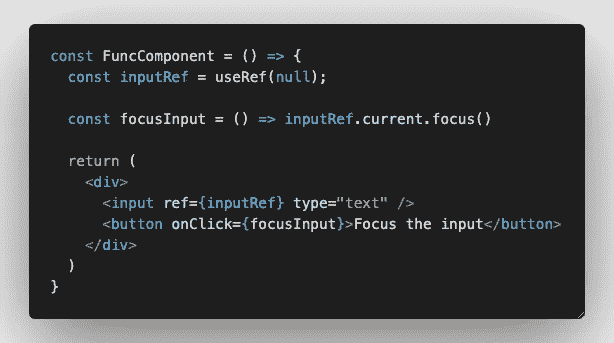 const FuncComponent = () => {
  const inputRef = useRef(null);

  const focusInput = () => inputRef.current.focus()

  return (
    <div>
      <input ref={inputRef} type="text" />
      <button onClick={focusInput}>Focus the input</button>
    </div>
  )
}